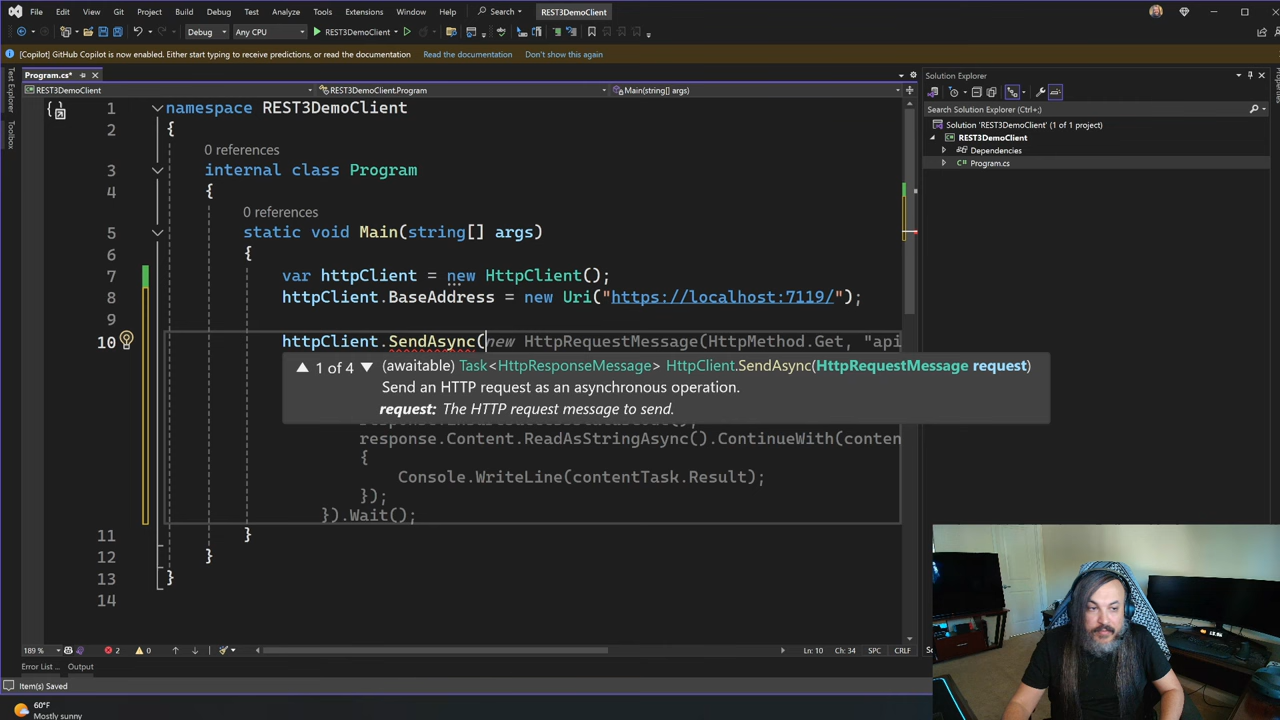 File Edit View Git Project Build Debug Test Analyze Tools Extensions Window Help Search REST3DemoClient
Debug Any CPU REST3DemoClient
[Copilot] GitHub Copilot is now enabled. Either start typing to receive predictions, or read the documentation Read the documentation Don't show this again
Test Explorer
Toolbox
Program.cs*
REST3DemoClient REST3DemoClient.Program Main(string[] args)
1 namespace REST3DemoClient
2 {
0 references
3 internal class Program
4 {
0 references
5 static void Main(string[] args)
6 {
7 var httpClient = new HttpClient();
8 httpClient.BaseAddress = new Uri("https://localhost:7119/");
9
10 httpClient.SendAsync(new HttpRequestMessage(HttpMethod.Get, "api
1 of 4 (awaitable) Task<HttpResponseMessage> HttpClient.SendAsync(HttpRequestMessage request)
Send an HTTP request as an asynchronous operation.
request: The HTTP request message to send.
response.Content.ReadAsStringAsync().ContinueWith(conten
{
Console.WriteLine(contentTask.Result);
});
}).Wait();
11 }
12 }
13 }
14
189 % 2 0 Ln: 10 Ch: 34 SPC CRLF
Error List ... Output
Item(s) Saved
60°F
Mostly sunny
Solution Explorer
Search Solution Explorer (Ctrl+;)
Solution 'REST3DemoClient' (1 of 1 project)
REST3DemoClient
Dependencies
C# Program.cs
Properties